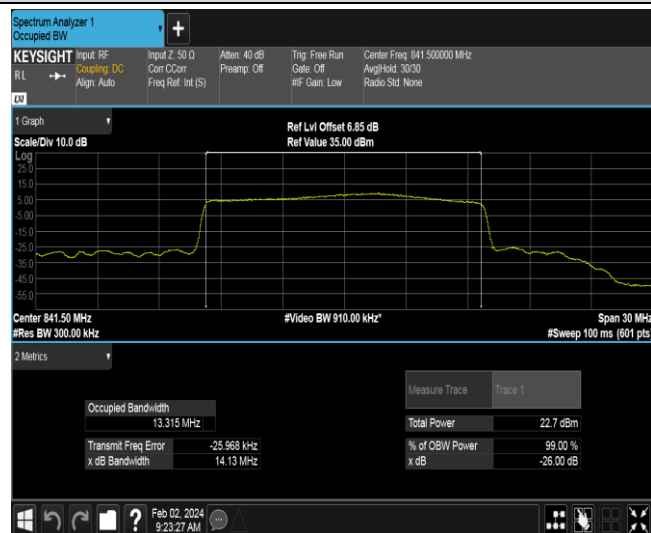 Spectrum Analyzer 1
Occupied BW
+
KEYSIGHT Input: RF Input Z: 50 Ω Atten: 40 dB Trig: Free Run Center Freq: 841.500000 MHz
RL Coupling: DC Corr CCorr Preamp: Off Gate: Off Avg|Hold: 30/30
Align: Auto Freq Ref: Int (S) #IF Gain: Low Radio Std: None
LXI
1 Graph Ref Lvl Offset 6.85 dB
Scale/Div 10.0 dB Ref Value 35.00 dBm
Log
25.0
15.0
5.00
-5.00
-15.0
-25.0
-35.0
-45.0
-55.0
Center 841.50 MHz #Video BW 910.00 kHz* Span 30 MHz
#Res BW 300.00 kHz #Sweep 100 ms (601 pts)
2 Metrics
Measure Trace Trace 1
Occupied Bandwidth
13.315 MHz Total Power 22.7 dBm
Transmit Freq Error -25.968 kHz % of OBW Power 99.00 %
x dB Bandwidth 14.13 MHz x dB -26.00 dB
? Feb 02, 2024
9:23:27 AM